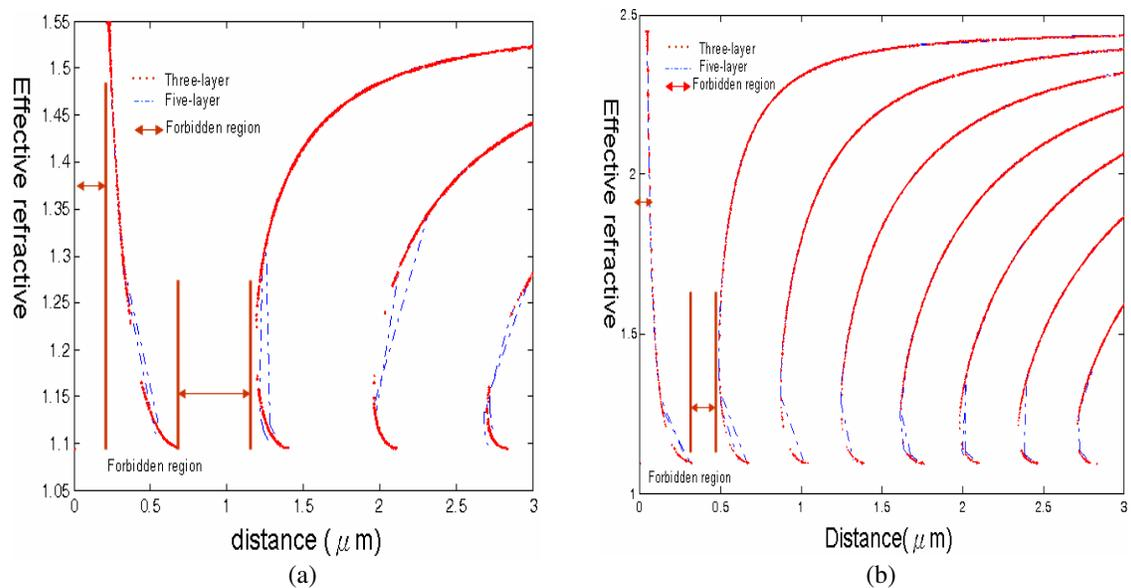 1.55
1.5
1.45
1.4
1.35
1.3
1.25
1.2
1.15
1.1
1.05
Effective refractive
Three-layer
Five-layer
Forbidden region
Forbidden region
0
0.5
1
1.5
2
2.5
3
distance ( μ m)
(a)
2.5
2
1.5
1
Effective refractive
Three-layer
Five-layer
Forbidden region
Forbidden region
0
0.5
1
1.5
2
2.5
3
Distance( μ m)
(b)